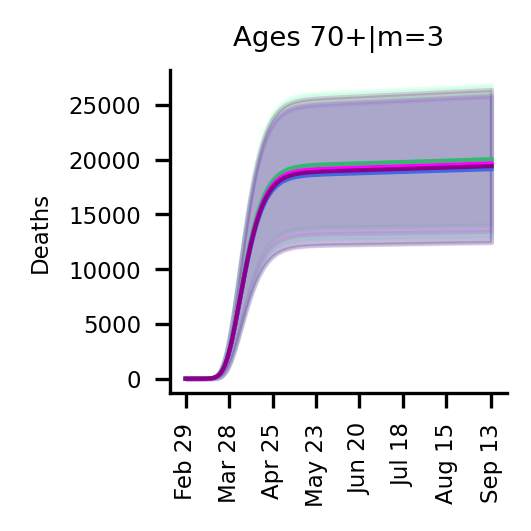 Ages 70+|m=3
Deaths
25000
20000
15000
10000
5000
0
Feb 29
Mar 28
Apr 25
May 23
Jun 20
Jul 18
Aug 15
Sep 13